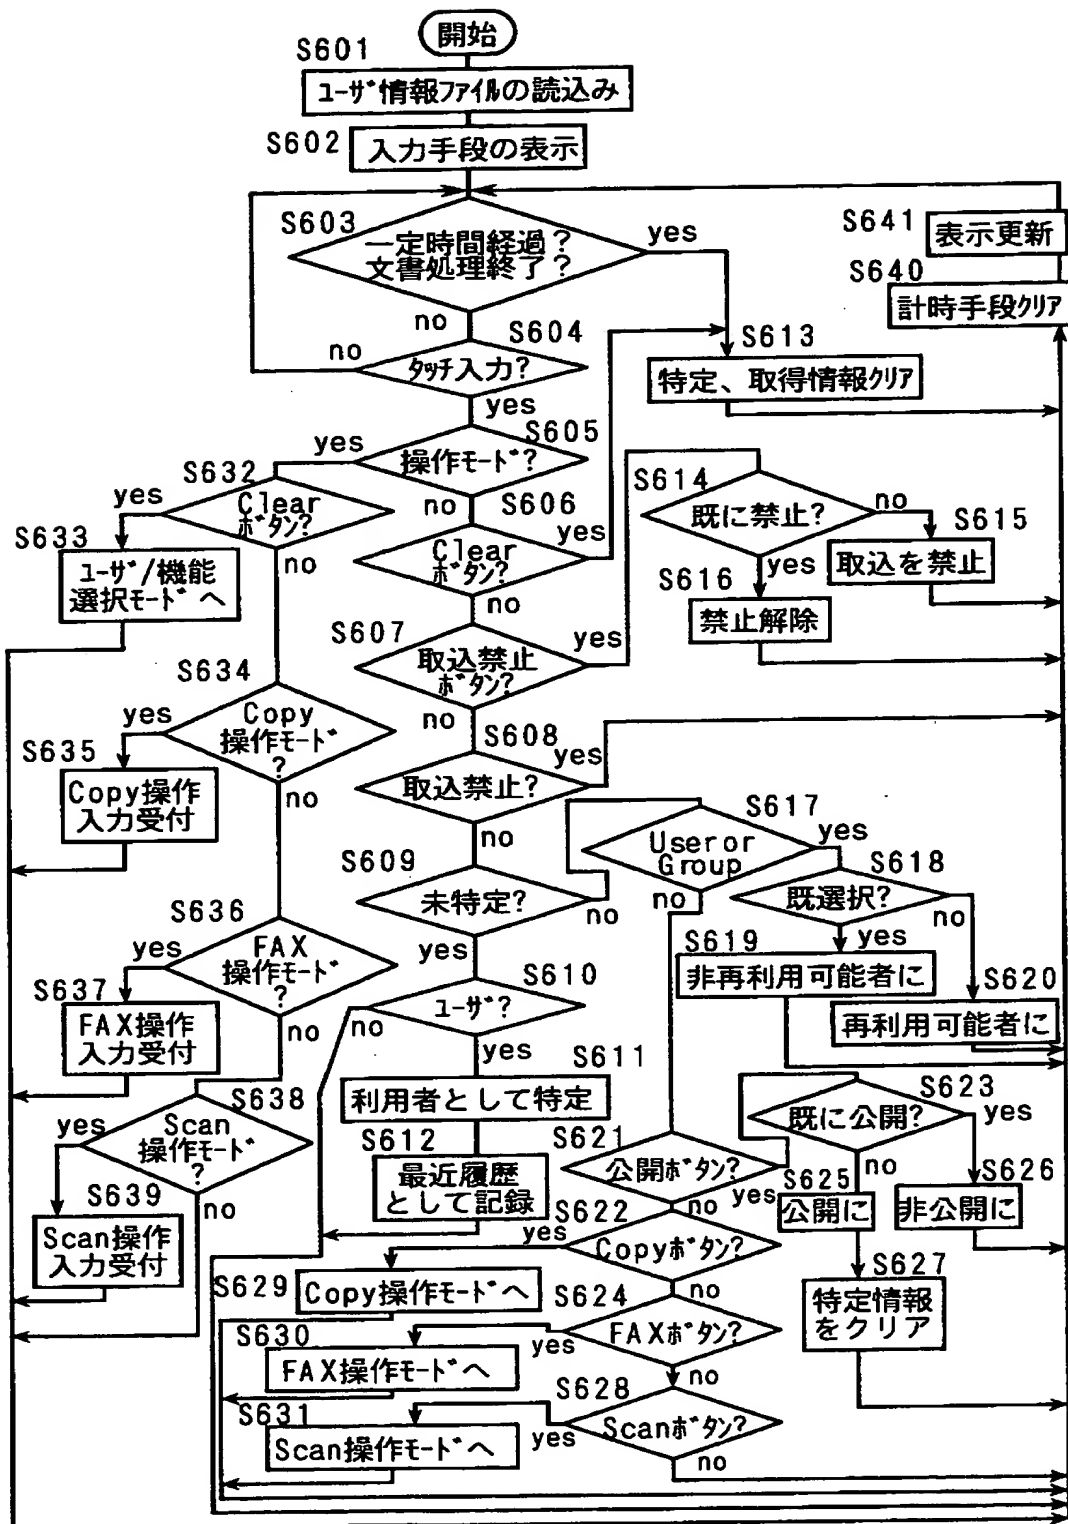 開始
S601
ユーザ情報ファイルの読込み
S602
入力手段の表示
S603
一定時間経過?
文書処理終了?
yes
no
S641
表示更新
S640
計時手段クリア
S604
タッチ入力?
no
yes
S613
特定、取得情報クリア
S605
操作モード?
yes
no
S632
Clear
ボタン?
yes
no
S633
ユーザ/機能
選択モードへ
S606
Clear
ボタン?
yes
no
S614
既に禁止?
no
yes
S615
取込を禁止
S616
禁止解除
S607
取込禁止
ボタン?
yes
no
S634
Copy
操作モード
?
yes
no
S635
Copy操作
入力受付
S608
取込禁止?
yes
no
S617
User or
Group
yes
no
S609
未特定?
no
yes
S618
既選択?
no
yes
S619
非再利用可能者に
S620
再利用可能者に
S636
FAX
操作モード
?
yes
no
S637
FAX操作
入力受付
S610
ユーザ?
no
yes
S611
利用者として特定
S612
最近履歴
として記録
S638
Scan
操作モード
?
yes
no
S639
Scan操作
入力受付
S621
公開ボタン?
yes
no
S623
既に公開?
yes
no
S625
公開に
S626
非公開に
S627
特定情報
をクリア
S622
Copyボタン?
yes
no
S629
Copy操作モードへ
S624
FAXボタン?
yes
no
S630
FAX操作モードへ
S628
Scanボタン?
yes
no
S631
Scan操作モードへ